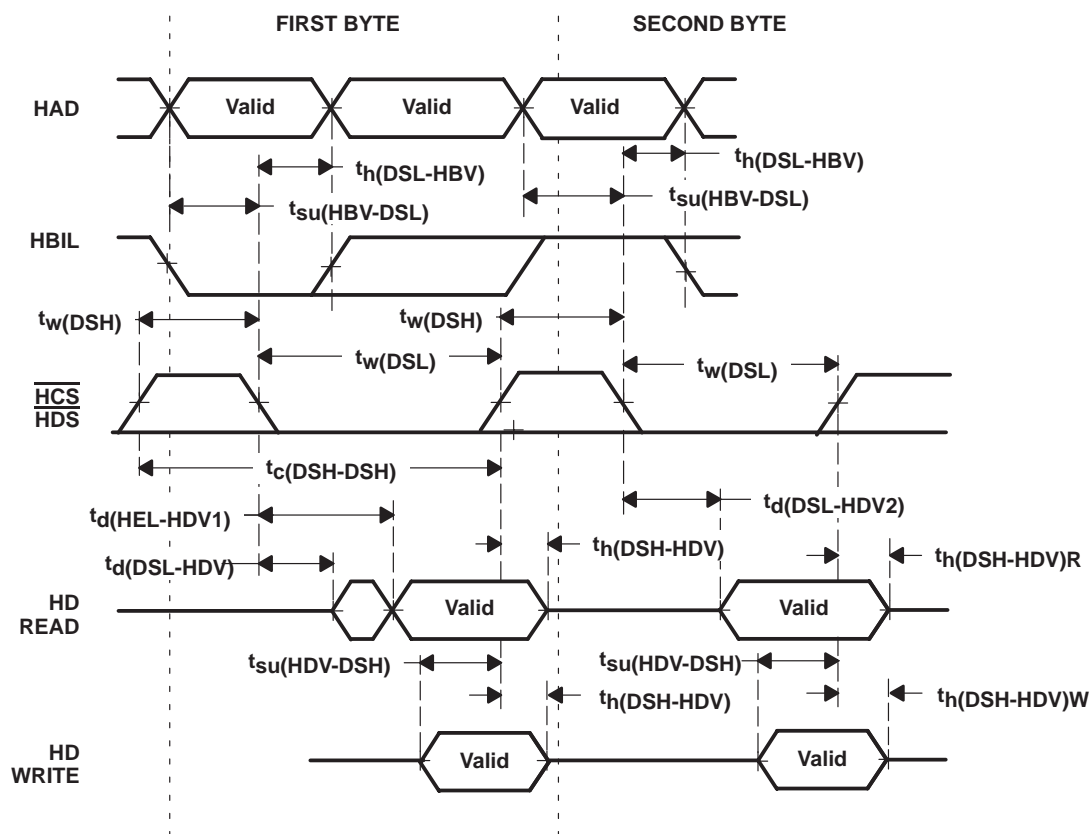 FIRST BYTE SECOND BYTE
HAD Valid Valid Valid
th(DSL-HBV) th(DSL-HBV)
tsu(HBV-DSL) tsu(HBV-DSL)
HBIL
tw(DSH) tw(DSH)
tw(DSL) tw(DSL)
HCS
HDS
tc(DSH-DSH)
td(HEL-HDV1) td(DSL-HDV2)
th(DSH-HDV) th(DSH-HDV)R
td(DSL-HDV)
HD
READ Valid Valid
tsu(HDV-DSH) tsu(HDV-DSH)
th(DSH-HDV) th(DSH-HDV)W
HD
WRITE Valid Valid